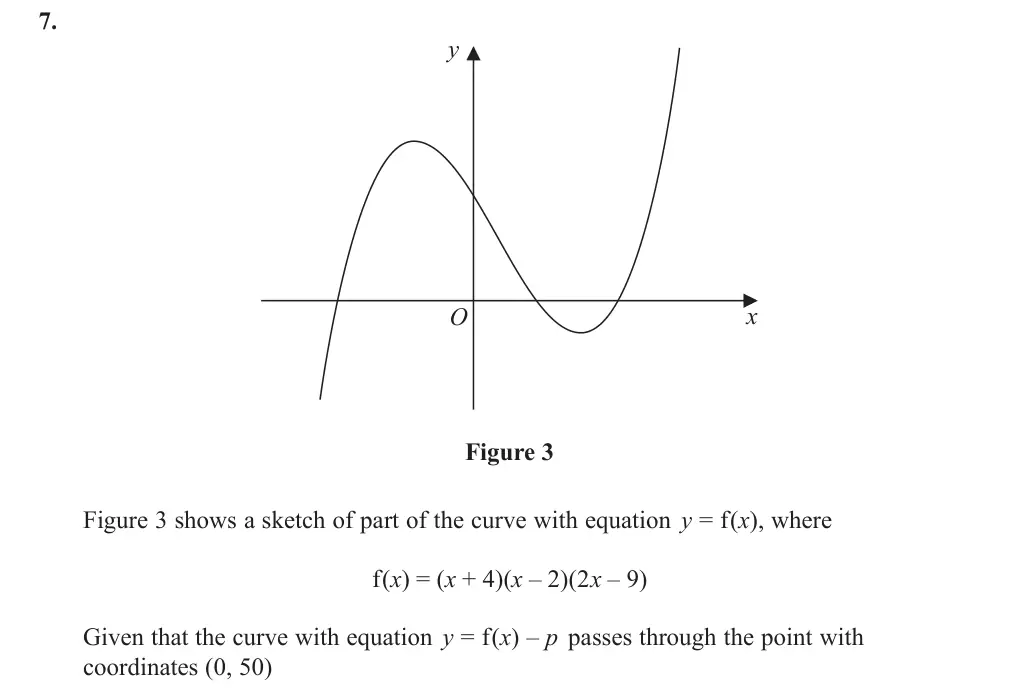 7.
y
O
x
Figure 3
Figure 3 shows a sketch of part of the curve with equation y = f(x), where
f(x) = (x + 4)(x – 2)(2x – 9)
Given that the curve with equation y = f(x) – p passes through the point with
coordinates (0, 50)